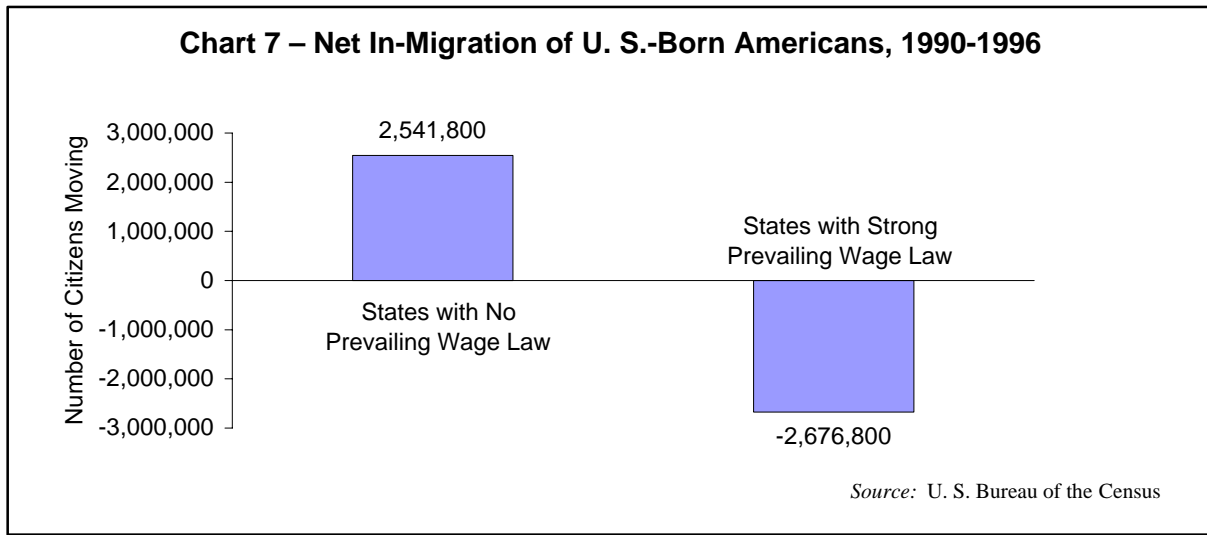 Chart 7 – Net In-Migration of U. S.-Born Americans, 1990-1996
Number of Citizens Moving
3,000,000
2,000,000
1,000,000
0
-1,000,000
-2,000,000
-3,000,000
2,541,800
States with No
Prevailing Wage Law
States with Strong
Prevailing Wage Law
-2,676,800
Source: U. S. Bureau of the Census